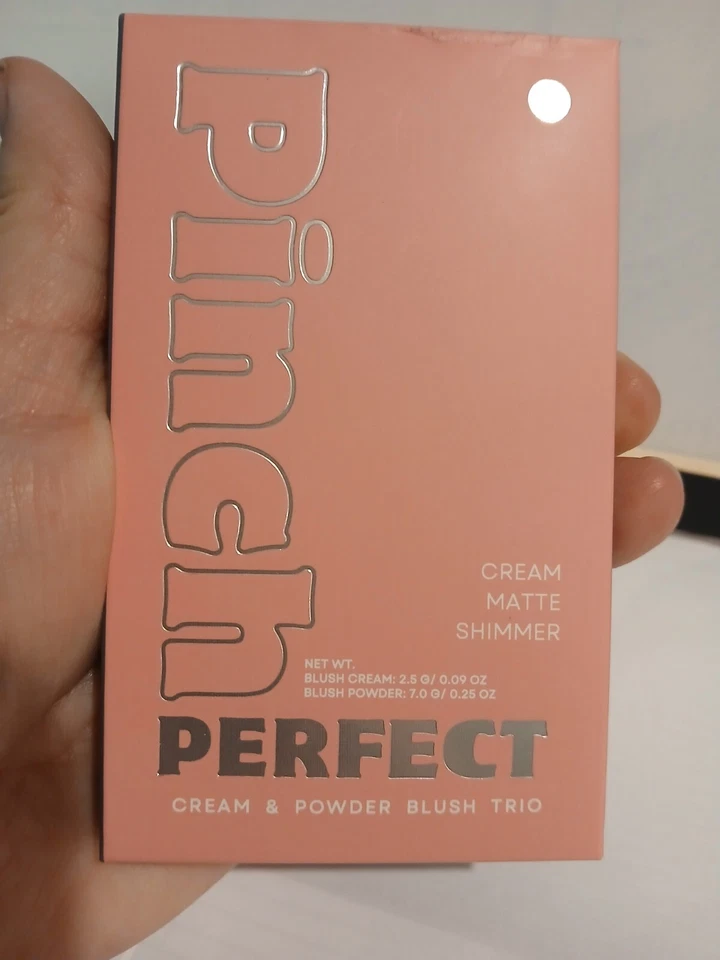 Pinch
CREAM
MATTE
SHIMMER
NET WT.
BLUSH CREAM: 2.5 G/ 0.09 OZ
BLUSH POWDER: 7.0 G/ 0.25 OZ
PERFECT
CREAM & POWDER BLUSH TRIO